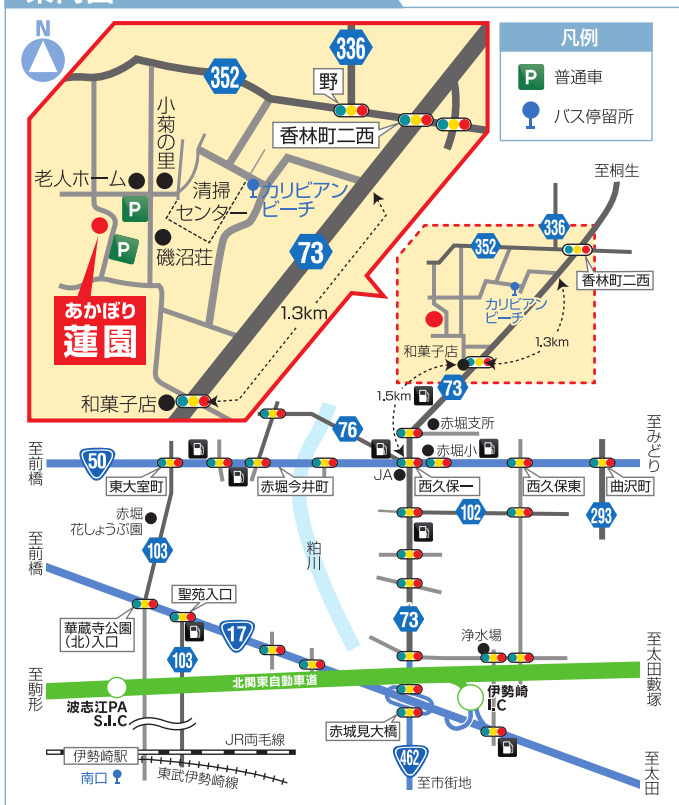 N
凡例
P 普通車
バス停留所
336
352
野
香林町二西
小菊の里
老人ホーム
P
清掃
センター
カリビアン
ビーチ
P
磯沼荘
73
あかぼり
蓮園
1.3km
和菓子店
至桐生
336
352
香林町二西
カリビアン
ビーチ
和菓子店
1.3km
1.5km
73
76
赤堀支所
赤堀小
至みどり
至前橋
50
東大室町
赤堀今井町
JA
西久保一
西久保東
曲沢町
赤堀
花しょうぶ園
102
293
103
粕川
至前橋
聖苑入口
華蔵寺公園
(北)入口
17
73
浄水場
103
至太田藪塚
至駒形
北関東自動車道
波志江PA
S.I.C
伊勢崎
I.C
赤城見大橋
JR両毛線
伊勢崎駅
462
南口
東武伊勢崎線
至市街地
至太田